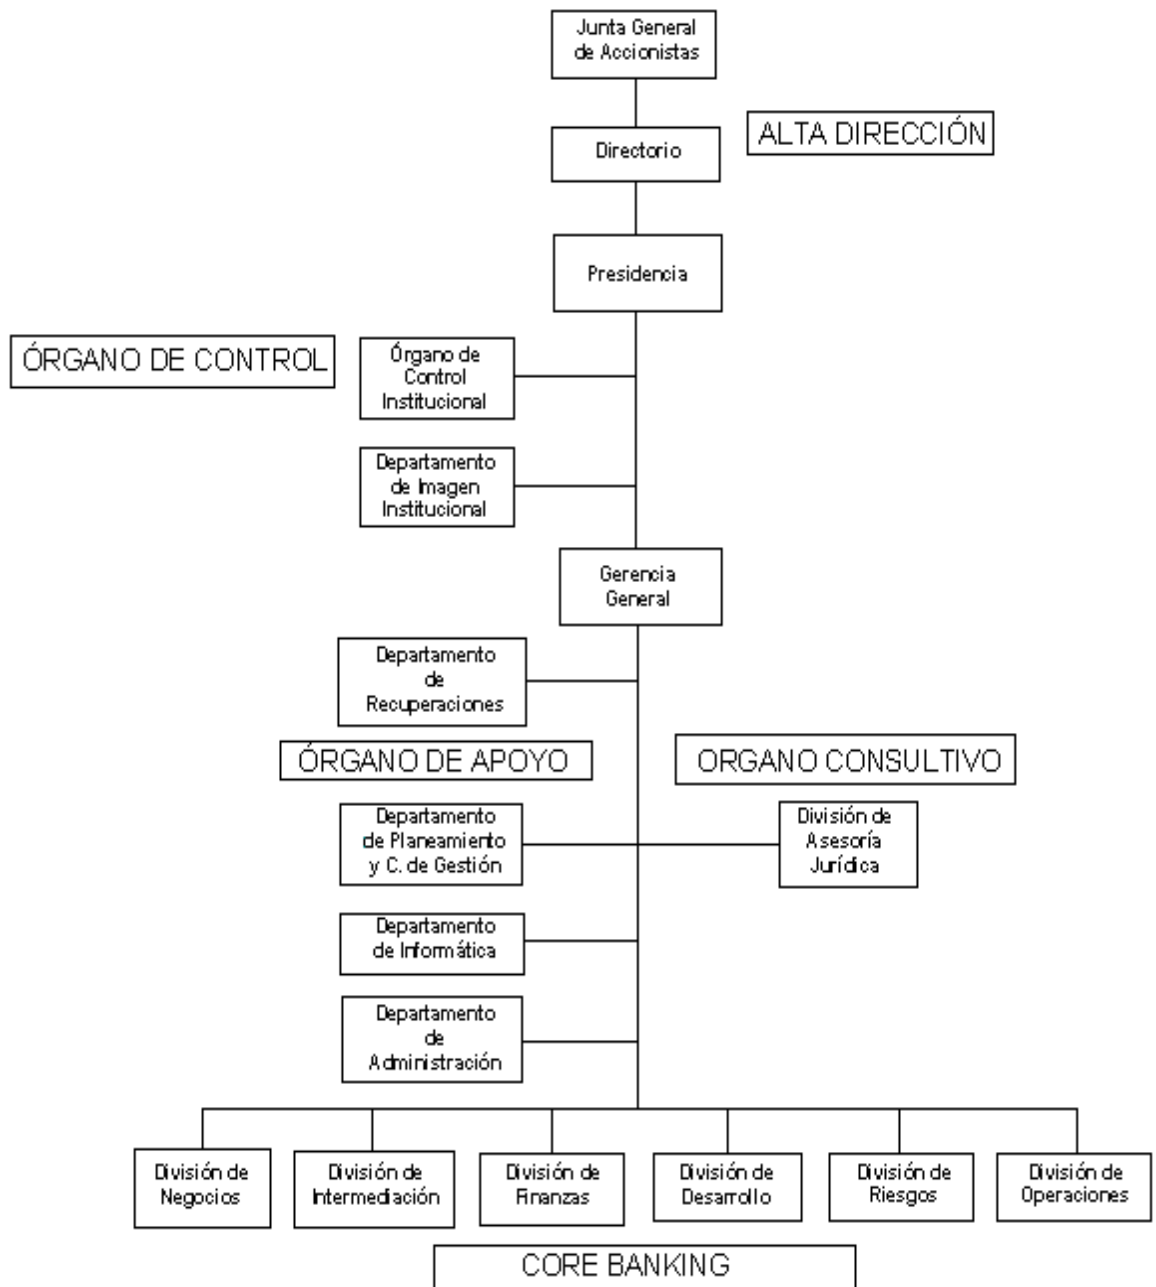 Junta General
de Accionistas
ALTA DIRECCIÓN
Directorio
Presidencia
ÓRGANO DE CONTROL
Órgano de
Control
Institucional
Departamento
de Imagen
Institucional
Gerencia
General
Departamento
de
Recuperaciones
ÓRGANO DE APOYO
ORGANO CONSULTIVO
Departamento
de Planeamiento
y C. de Gestión
División de
Asesoría
Jurídica
Departamento
de Informática
Departamento
de
Administración
División de
Negocios
División de
Intermediación
División de
Finanzas
División de
Desarrollo
División de
Riesgos
División de
Operaciones
CORE BANKING